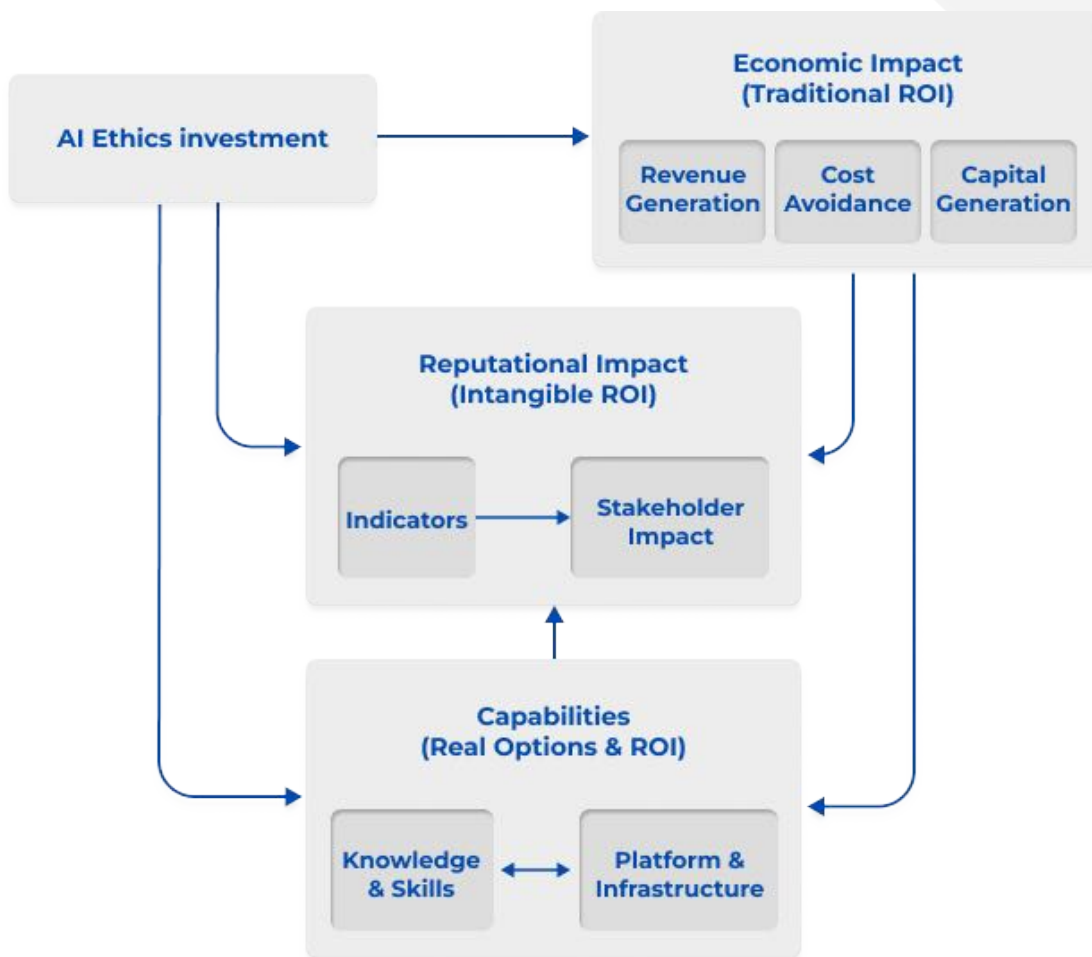 AI Ethics investment
Economic Impact
(Traditional ROI)
Revenue
Generation
Cost
Avoidance
Capital
Generation
Reputational Impact
(Intangible ROI)
Indicators
Stakeholder
Impact
Capabilities
(Real Options & ROI)
Knowledge
& Skills
Platform &
Infrastructure